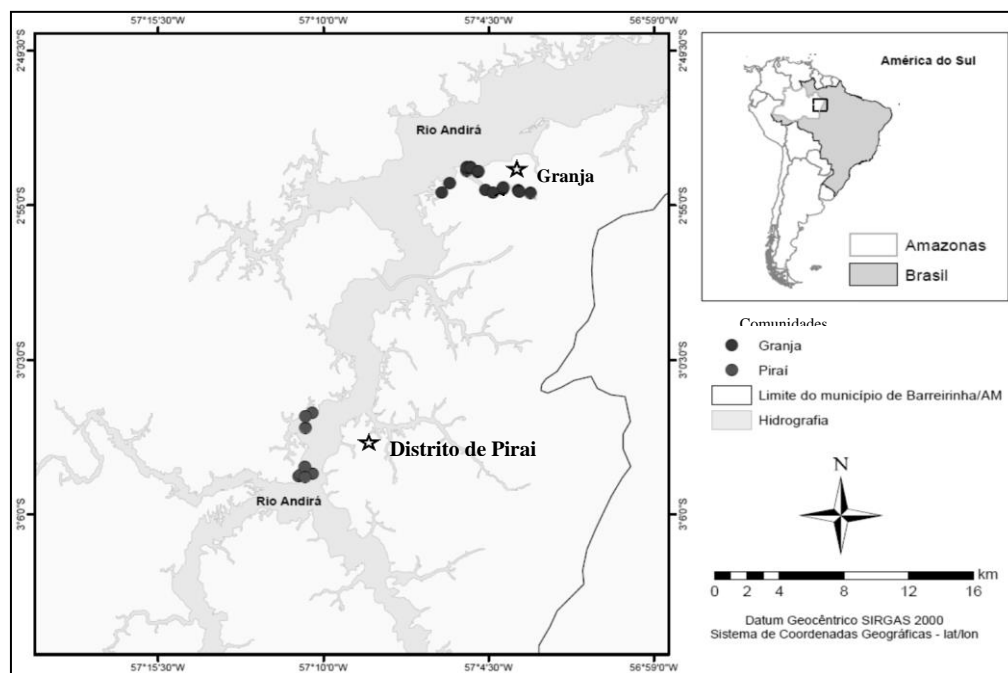 57°15'30"W
57°10'0"W
57°4'30"W
56°59'0"W
2°49'30"S
2°49'30"S
Rio Andirá
Granja
2°55'0"S
2°55'0"S
3°0'30"S
3°0'30"S
Distrito de Pirai
Rio Andirá
3°6'0"S
3°6'0"S
57°15'30"W
57°10'0"W
57°4'30"W
56°59'0"W
América do Sul
Amazonas
Brasil
Comunidades
Granja
Piraí
Limite do município de Barreirinha/AM
Hidrografia
N
km
0 2 4 8 12 16
Datum Geocêntrico SIRGAS 2000
Sistema de Coordenadas Geográficas - lat/lon